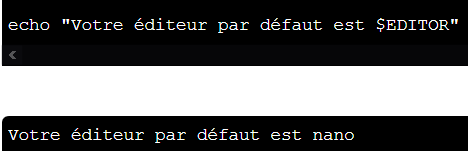 echo "Votre éditeur par défaut est $EDITOR"
Votre éditeur par défaut est nano